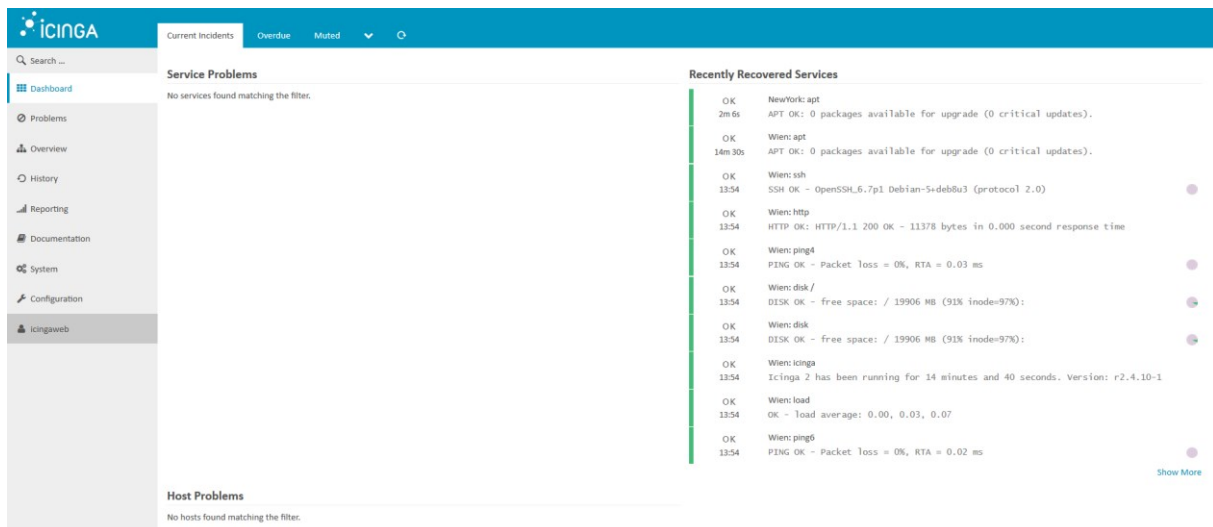 icinga
Current Incidents
Overdue
Muted
Search ...
Dashboard
Problems
Overview
History
Reporting
Documentation
System
Configuration
icingaweb
Service Problems
No services found matching the filter.
Recently Recovered Services
OK NewYork: apt
2m 6s APT OK: 0 packages available for upgrade (0 critical updates).
OK Wien: apt
14m 30s APT OK: 0 packages available for upgrade (0 critical updates).
OK Wien: ssh
13:54 SSH OK - OpenSSH_6.7p1 Debian-5+deb8u3 (protocol 2.0)
OK Wien: http
13:54 HTTP OK: HTTP/1.1 200 OK - 11378 bytes in 0.000 second response time
OK Wien: ping4
13:54 PING OK - Packet loss = 0%, RTA = 0.03 ms
OK Wien: disk /
13:54 DISK OK - free space: / 19906 MB (91% inode=97%):
OK Wien: disk
13:54 DISK OK - free space: / 19906 MB (91% inode=97%):
OK Wien: icinga
13:54 Icinga 2 has been running for 14 minutes and 40 seconds. Version: r2.4.10-1
OK Wien: load
13:54 OK - load average: 0.00, 0.03, 0.07
OK Wien: ping6
13:54 PING OK - Packet loss = 0%, RTA = 0.02 ms
Show More
Host Problems
No hosts found matching the filter.